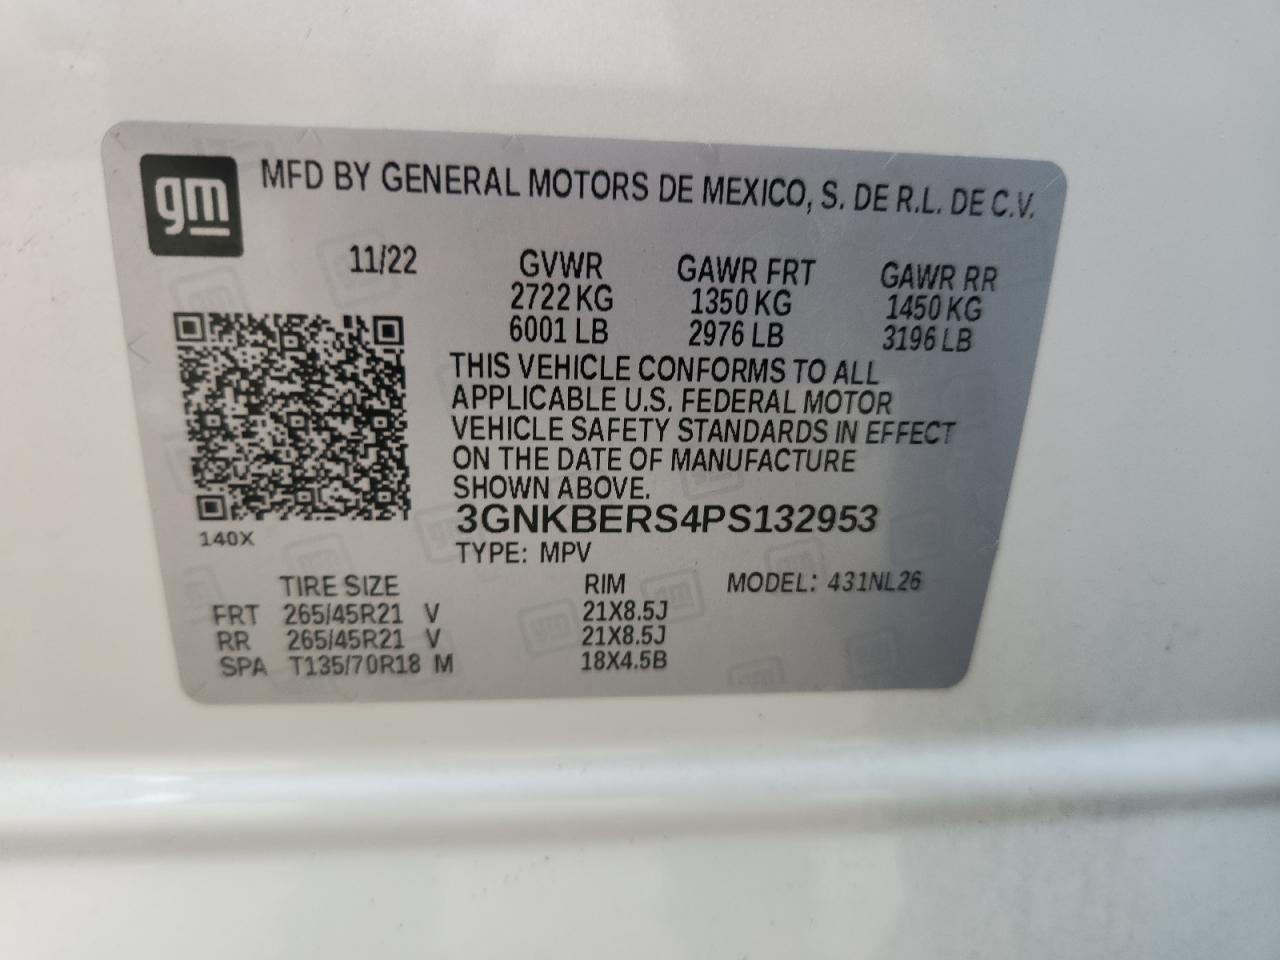 gm
MFD BY GENERAL MOTORS DE MEXICO, S. DE R.L. DE C.V.
11/22 GVWR GAWR FRT GAWR RR
2722 KG 1350 KG 1450 KG
6001 LB 2976 LB 3196 LB
THIS VEHICLE CONFORMS TO ALL
APPLICABLE U.S. FEDERAL MOTOR
VEHICLE SAFETY STANDARDS IN EFFECT
ON THE DATE OF MANUFACTURE
SHOWN ABOVE.
3GNKBERS4PS132953
140X
TYPE: MPV
TIRE SIZE RIM MODEL: 431NL26
FRT 265/45R21 V 21X8.5J
RR 265/45R21 V 21X8.5J
SPA T135/70R18 M 18X4.5B